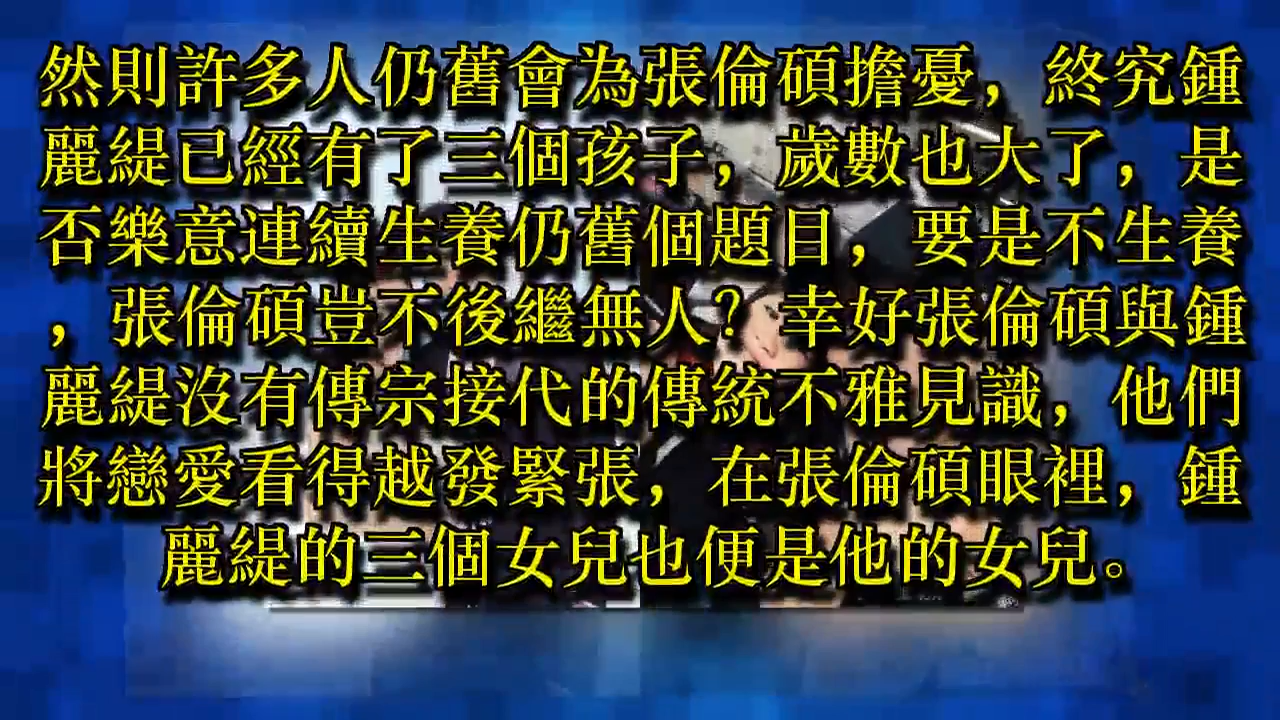 然則許多人仍舊會為張倫碩擔憂，終究鍾
麗緹已經有了三個孩子，歲數也大了，是
否樂意連續生養仍舊個題目，要是不生養
，張倫碩豈不後繼無人？幸好張倫碩與鍾
麗緹沒有傳宗接代的傳統不雅見識，他們
將戀愛看得越發緊張，在張倫碩眼裡，鍾
麗緹的三個女兒也便是他的女兒。